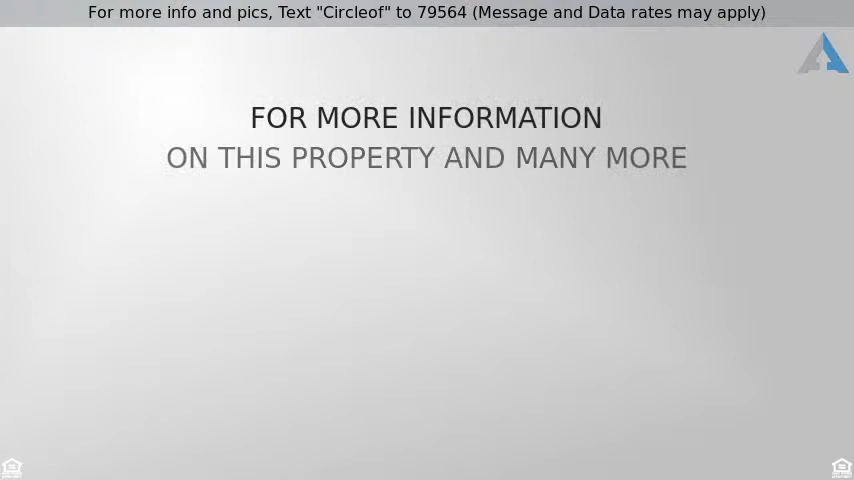 For more info and pics, Text "Circleof" to 79564 (Message and Data rates may apply)
FOR MORE INFORMATION
ON THIS PROPERTY AND MANY MORE